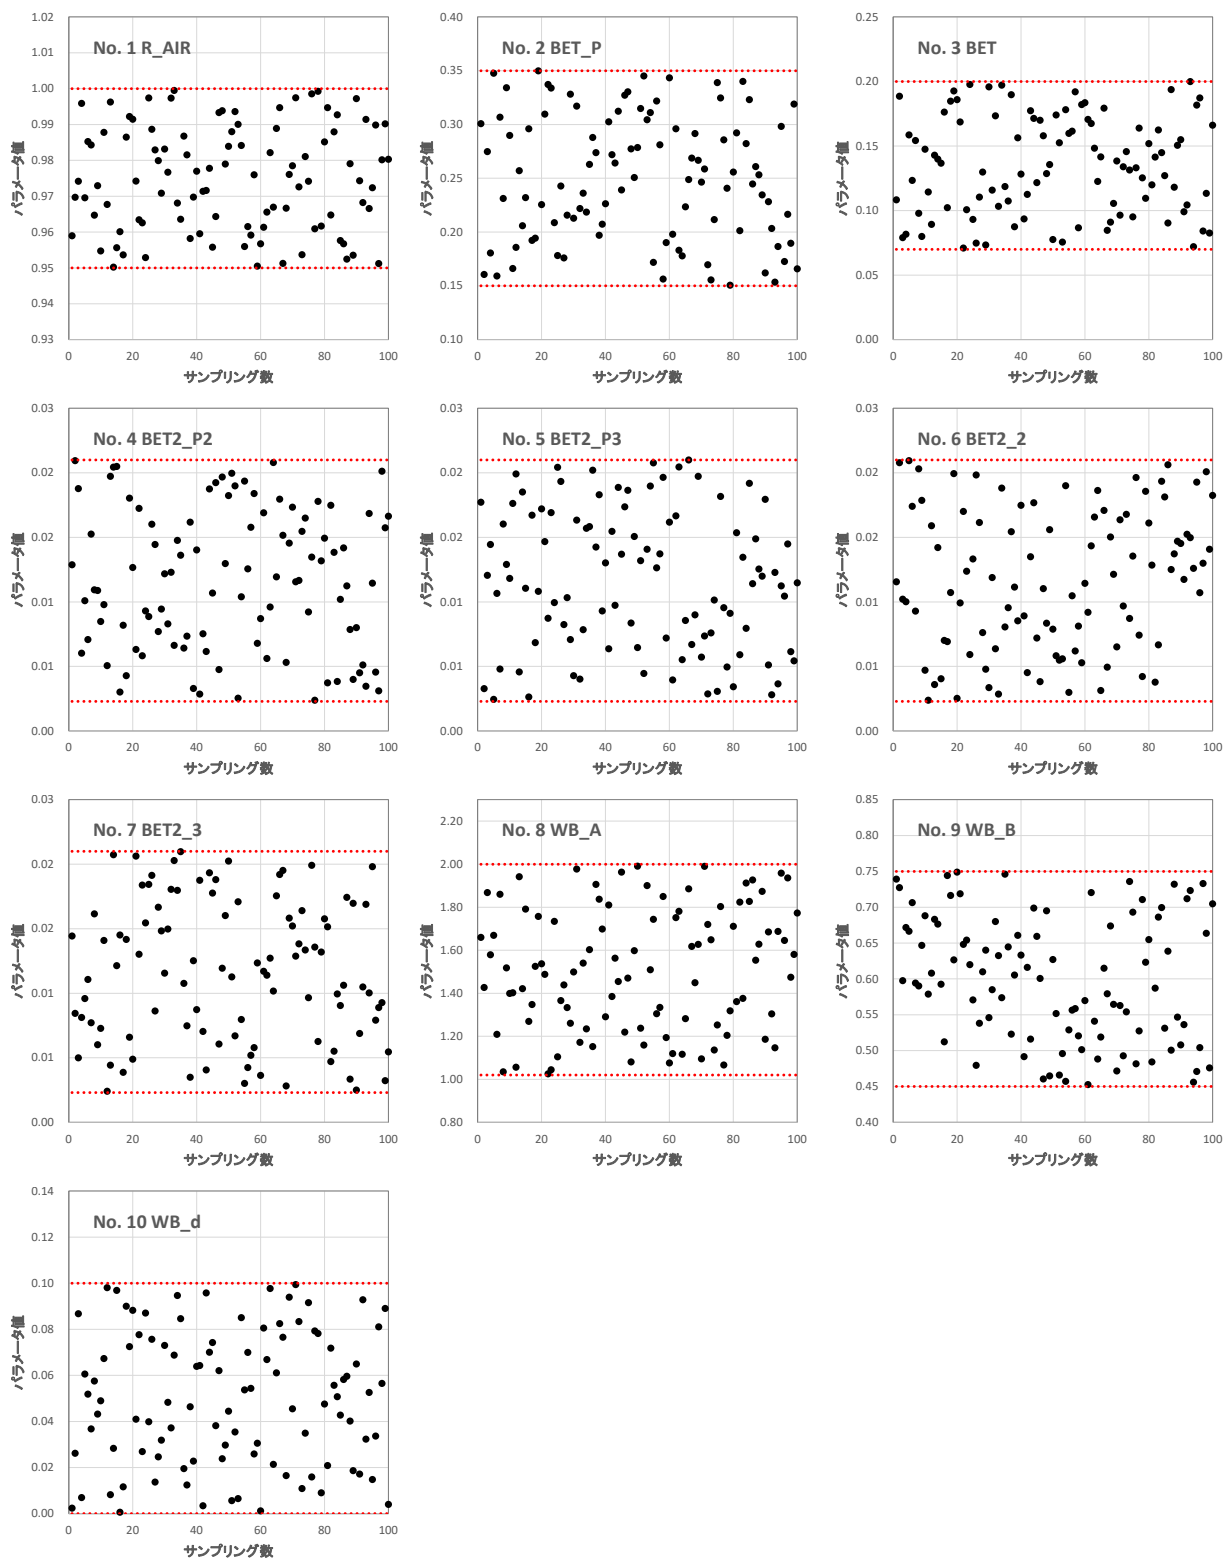 No. 1 R_AIR
1.02
1.01
1.00
0.99
0.98
0.97
0.96
0.95
0.94
0.93
パラメータ値
0 20 40 60 80 100
サンプリング数
No. 2 BET_P
0.40
0.35
0.30
0.25
0.20
0.15
0.10
パラメータ値
0 20 40 60 80 100
サンプリング数
No. 3 BET
0.25
0.20
0.15
0.10
0.05
0.00
パラメータ値
0 20 40 60 80 100
サンプリング数
No. 4 BET2_P2
0.03
0.02
0.02
0.01
0.01
0.00
パラメータ値
0 20 40 60 80 100
サンプリング数
No. 5 BET2_P3
0.03
0.02
0.02
0.01
0.01
0.00
パラメータ値
0 20 40 60 80 100
サンプリング数
No. 6 BET2_2
0.03
0.02
0.02
0.01
0.01
0.00
パラメータ値
0 20 40 60 80 100
サンプリング数
No. 7 BET2_3
0.03
0.02
0.02
0.01
0.01
0.00
パラメータ値
0 20 40 60 80 100
サンプリング数
No. 8 WB_A
2.20
2.00
1.80
1.60
1.40
1.20
1.00
0.80
パラメータ値
0 20 40 60 80 100
サンプリング数
No. 9 WB_B
0.85
0.80
0.75
0.70
0.65
0.60
0.55
0.50
0.45
0.40
パラメータ値
0 20 40 60 80 100
サンプリング数
No. 10 WB_d
0.14
0.12
0.10
0.08
0.06
0.04
0.02
0.00
パラメータ値
0 20 40 60 80 100
サンプリング数